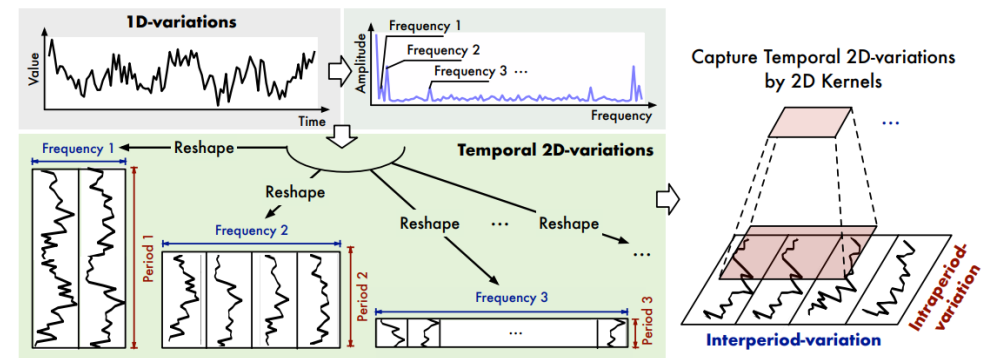 1D-variations
Value
Time
Amplitude
Frequency 1
Frequency 2
Frequency 3 ...
Frequency
Capture Temporal 2D-variations
by 2D Kernels
...
Temporal 2D-variations
Frequency 1
Reshape
Period 1
Reshape
Frequency 2
Period 2
Reshape
...
Reshape
...
Frequency 3
...
Period 3
Intraperiod-
variation
Interperiod-variation